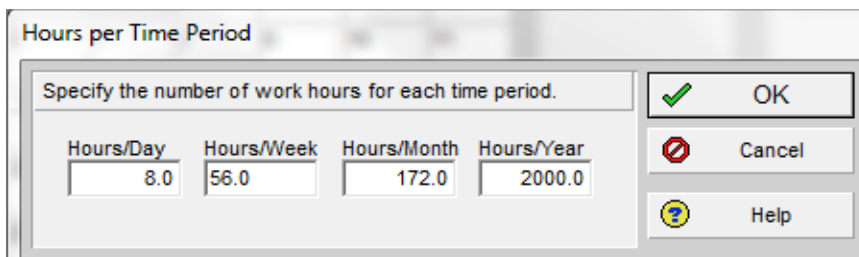 Hours per Time Period
Specify the number of work hours for each time period.
OK
Hours/Day Hours/Week Hours/Month Hours/Year
8.0 56.0 172.0 2000.0
Cancel
Help